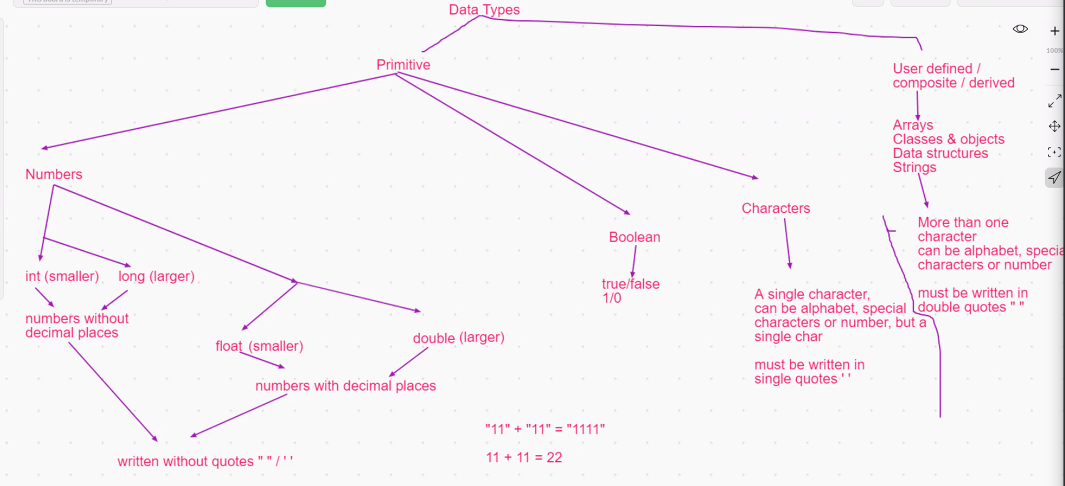 Data Types
Primitive
User defined /
composite / derived
Arrays
Classes & objects
Data structures
Strings
Numbers
Characters
Boolean
More than one
character
can be alphabet, specia
characters or number
must be written in
double quotes " "
int (smaller)
long (larger)
true/false
1/0
A single character,
can be alphabet, special
characters or number, but a
single char
must be written in
single quotes ' '
numbers without
decimal places
float (smaller)
double (larger)
numbers with decimal places
"11" + "11" = "1111"
11 + 11 = 22
written without quotes " " / ' '
100%